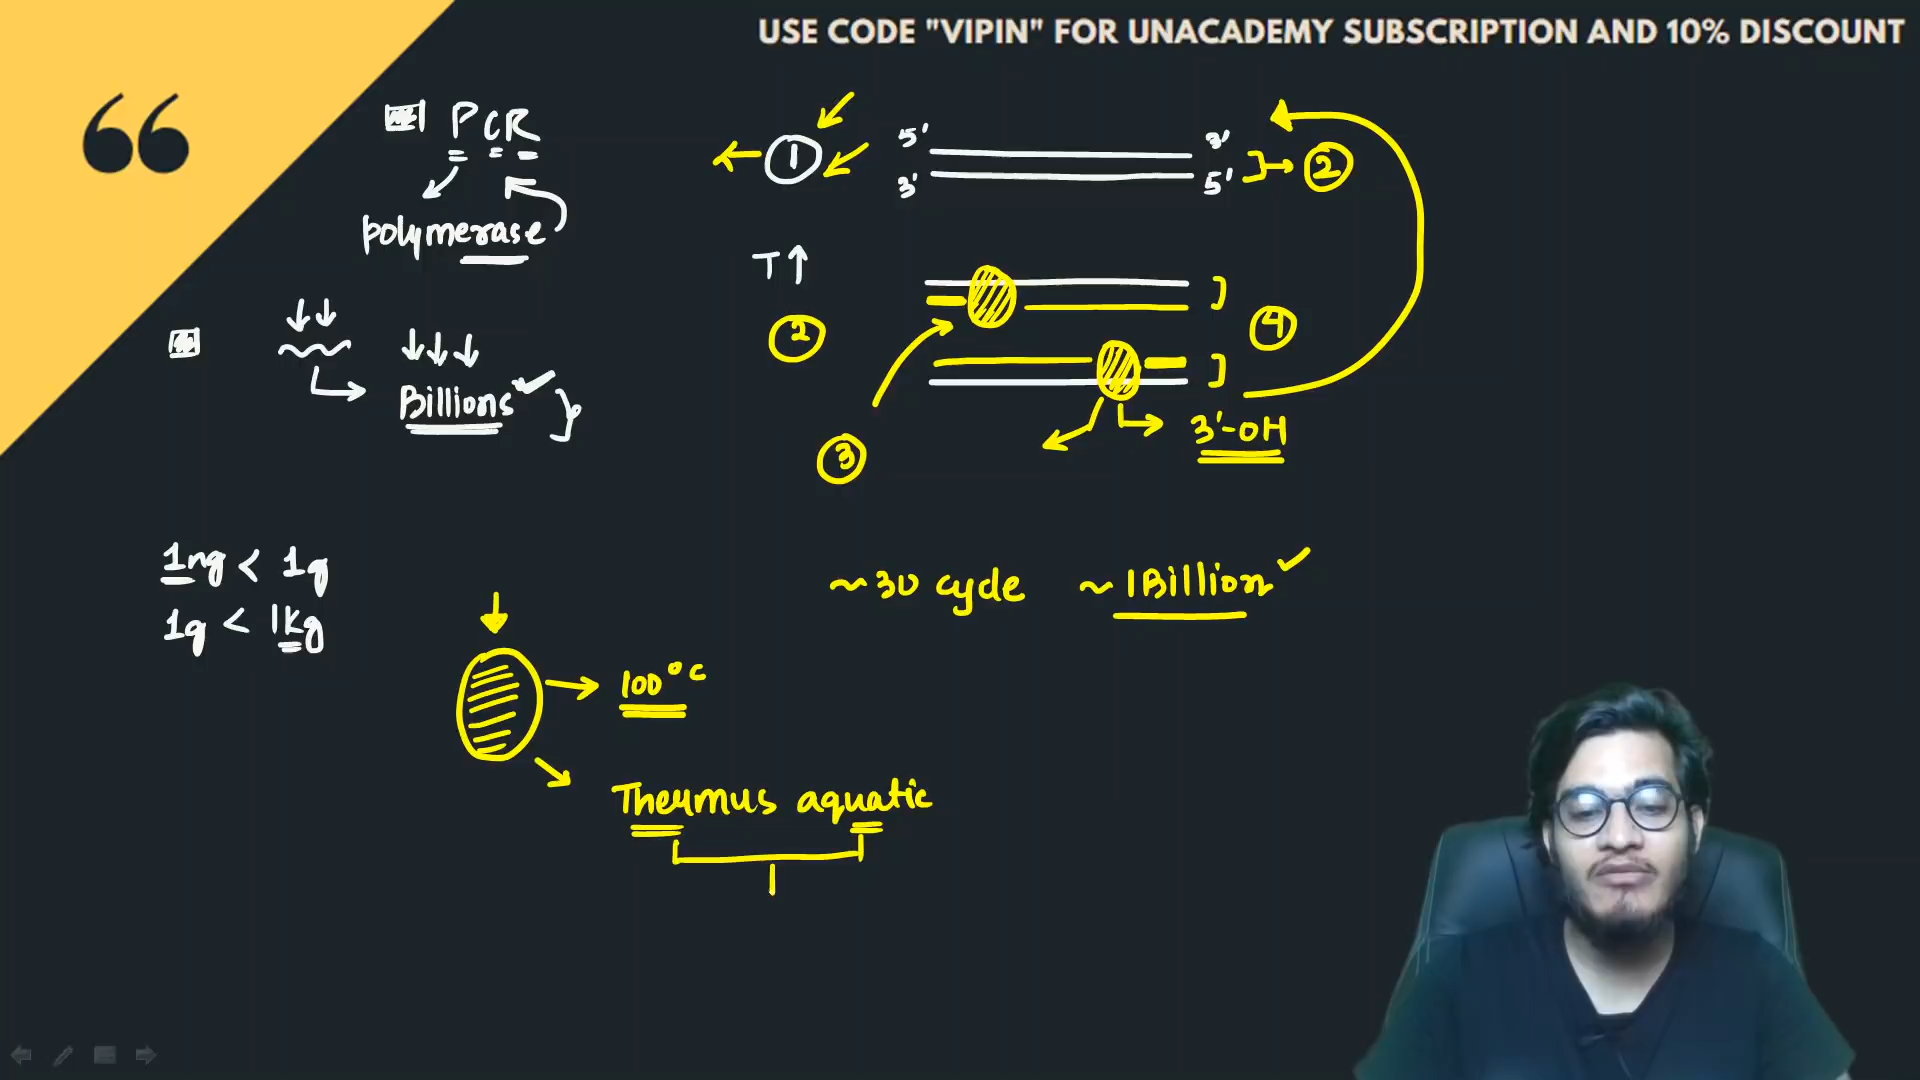 USE CODE "VIPIN" FOR UNACADEMY SUBSCRIPTION AND 10% DISCOUNT
PCR
polymerase
Billions
1ng < 1g
1g < 1kg
1
5' 3'
3' 5'
2
T↑
2
4
3
3'-OH
~30 cycle ~1Billion
100°C
Thermus aquatic